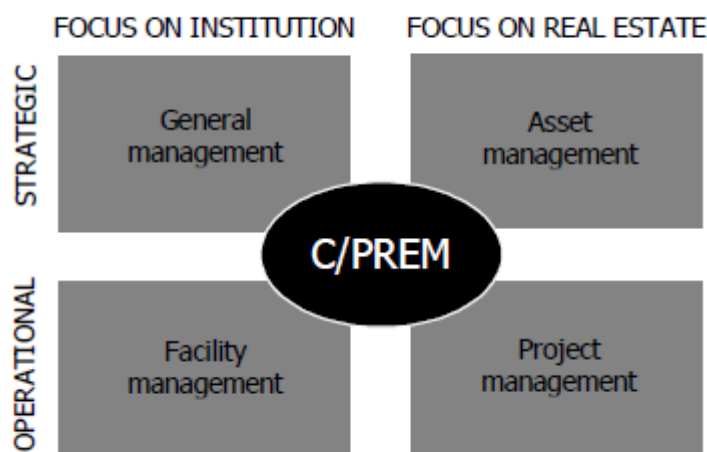 FOCUS ON INSTITUTION
FOCUS ON REAL ESTATE
STRATEGIC
General
management
Asset
management
C/PREM
OPERATIONAL
Facility
management
Project
management